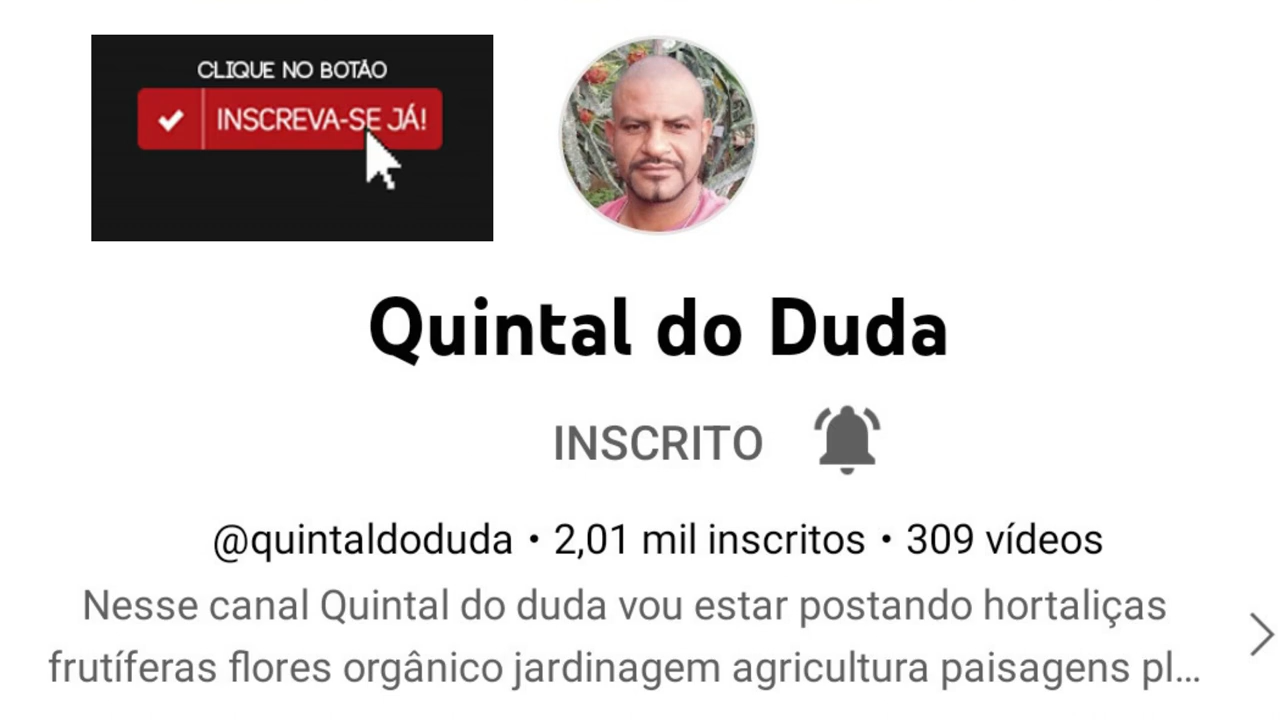 CLIQUE NO BOTÃO
INSCREVA-SE JÁ!
Quintal do Duda
INSCRITO
@quintaldoduda • 2,01 mil inscritos • 309 vídeos
Nesse canal Quintal do duda vou estar postando hortaliças
frutíferas flores orgânico jardinagem agricultura paisagens pl...